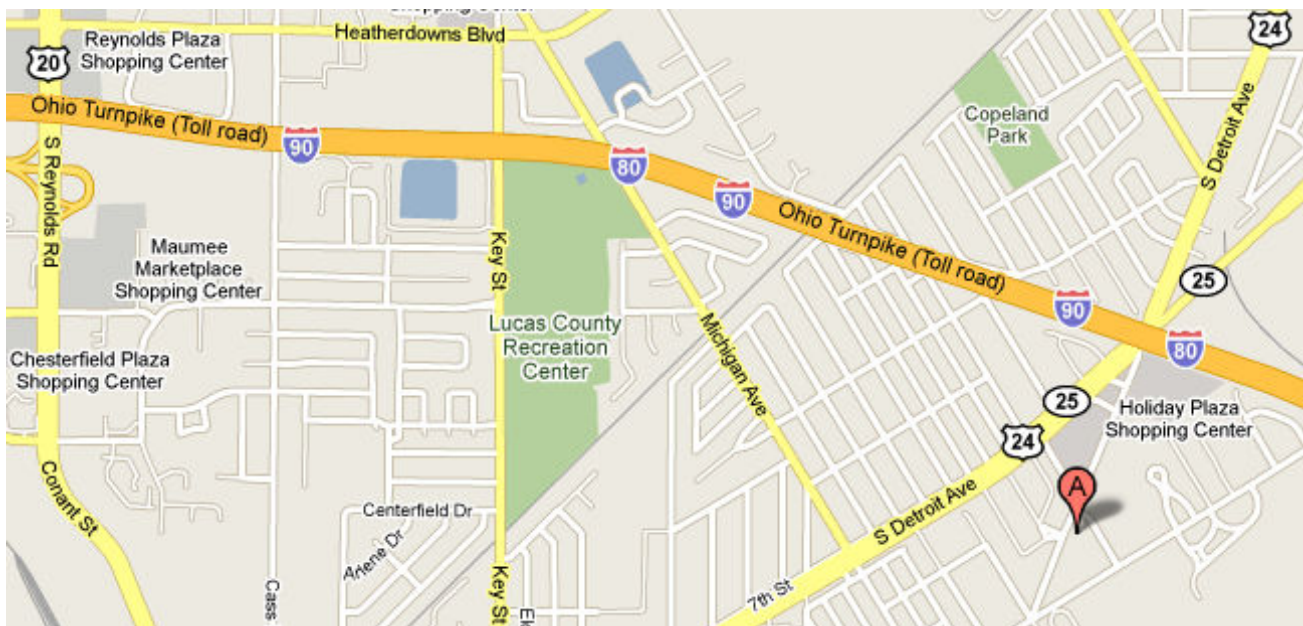 Shopping Center
Heatherdowns Blvd
24
Reynolds Plaza
Shopping Center
20
Ohio Turnpike (Toll road)
Copeland
Park
S Detroit Ave
90
80
S Reynolds Rd
90
Ohio Turnpike (Toll road)
Maumee
Marketplace
Shopping Center
Key St
25
90
Lucas County
Recreation
Center
Michigan Ave
80
Chesterfield Plaza
Shopping Center
25
Holiday Plaza
Shopping Center
24
Conant St
A
Centerfield Dr
S Detroit Ave
Arlene Dr
Key St
7th St
Cass